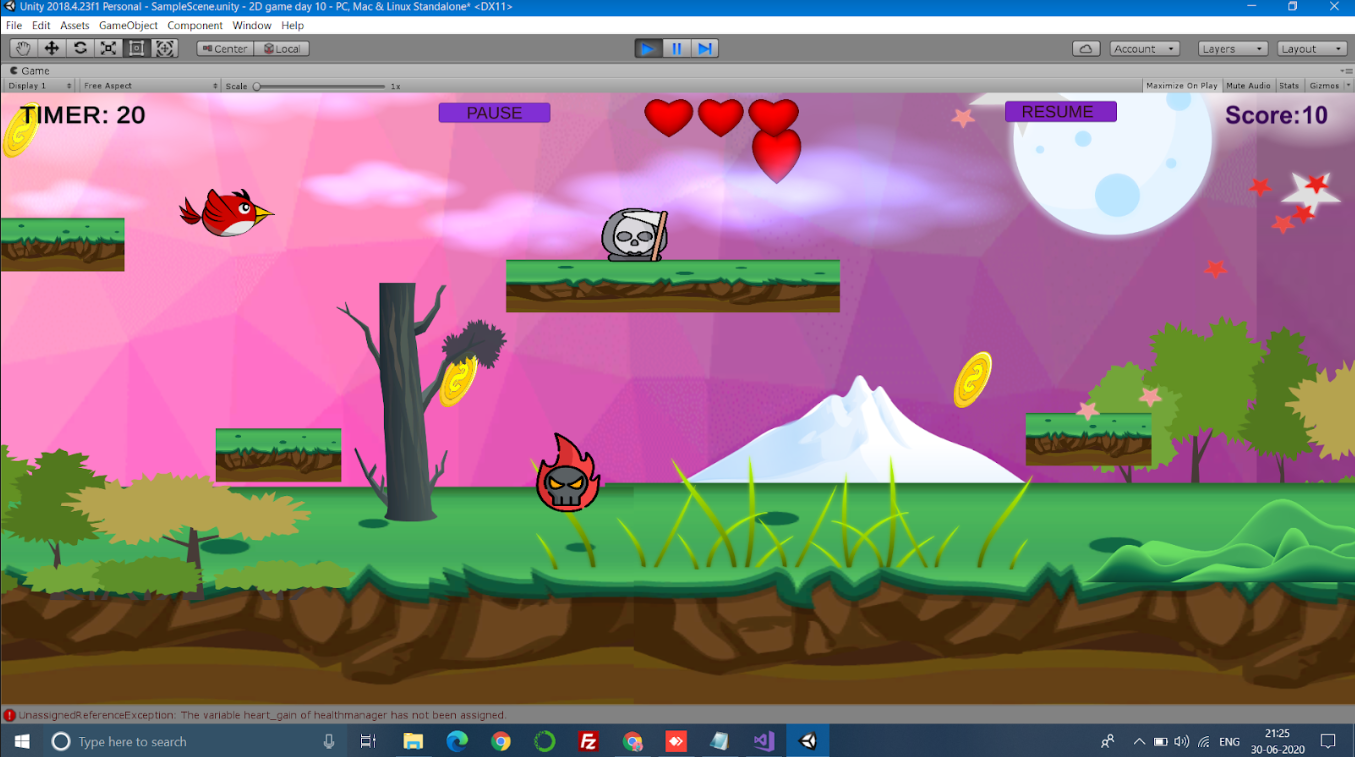 Unity 2018.4.23f1 Personal - SampleScene.unity - 2D game day 10 - PC, Mac & Linux Standalone* <DX11>
File Edit Assets GameObject Component Window Help
Center Local Account Layers Layout
Game
Display 1 Free Aspect Scale 1x Maximize On Play Mute Audio Stats Gizmos
TIMER: 20 PAUSE RESUME Score:10
UnassignedReferenceException: The variable heart_gain of healthmanager has not been assigned.
Type here to search ENG 21:25
30-06-2020